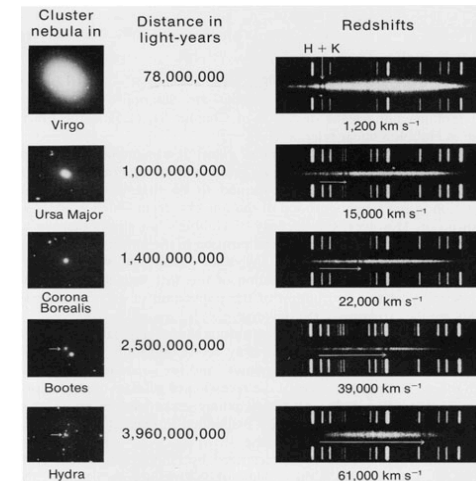 Cluster nebula in
Distance in light-years
Redshifts
H + K
78,000,000
Virgo
1,200 km s⁻¹
1,000,000,000
Ursa Major
15,000 km s⁻¹
1,400,000,000
Corona Borealis
22,000 km s⁻¹
2,500,000,000
Bootes
39,000 km s⁻¹
3,960,000,000
Hydra
61,000 km s⁻¹